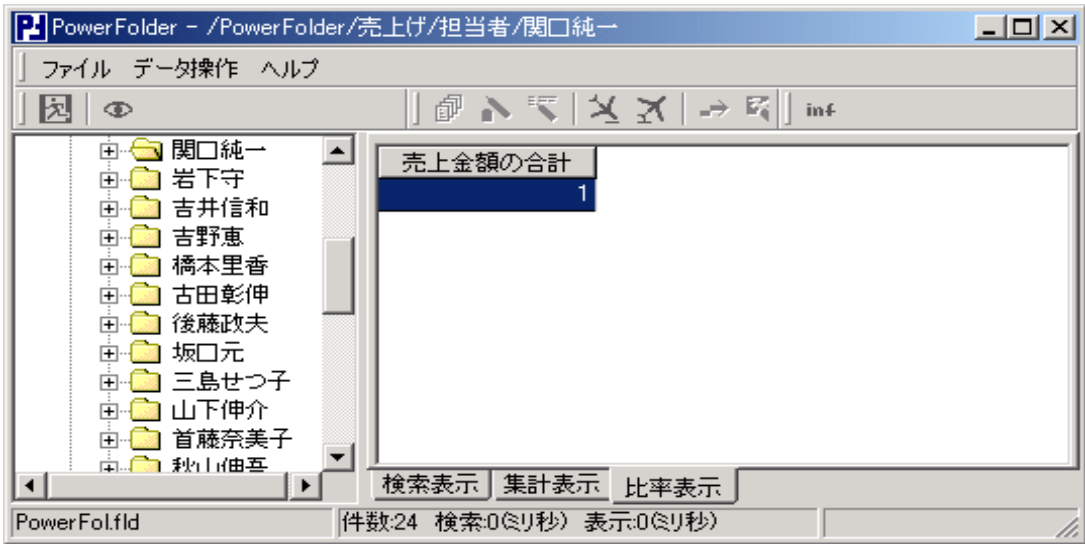 PowerFolder - /PowerFolder/売上げ/担当者/関口純一
ファイル データ操作 ヘルプ
inf
関口純一
岩下守
吉井信和
吉野恵
橋本里香
古田彰伸
後藤政夫
坂口元
三島せつ子
山下伸介
首藤奈美子
秋山伸吾
売上金額の合計
1
検索表示 集計表示 比率表示
PowerFol.fld 件数:24 検索:0(ミリ秒) 表示:0(ミリ秒)